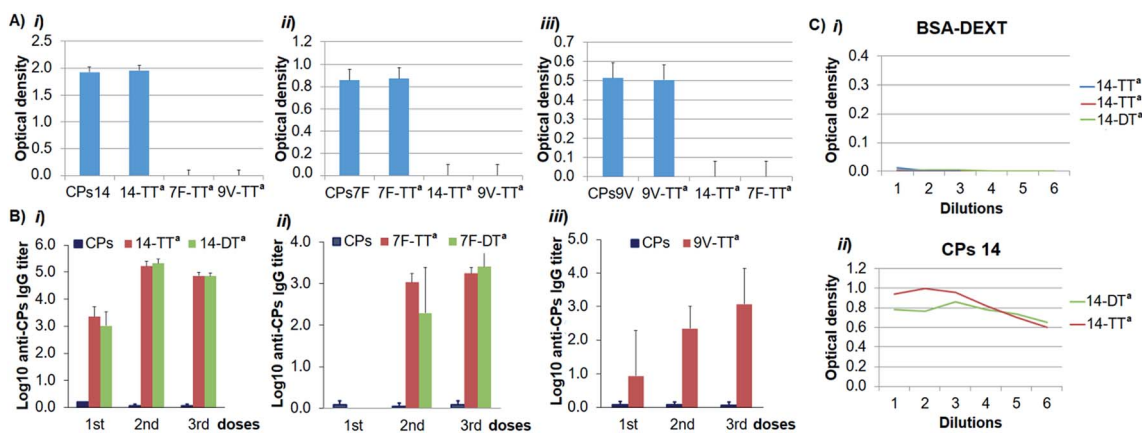 A) i)
Optical density
2.5
2.0
1.5
1.0
0.5
0.0
CPs14 14-TTª 7F-TTª 9V-TTª
ii)
Optical density
1.2
1.0
0.8
0.6
0.4
0.2
0.0
CPs7F 7F-TTª 14-TTª 9V-TTª
iii)
Optical density
0.7
0.6
0.5
0.4
0.3
0.2
0.1
0.0
CPs9V 9V-TTª 14-TTª 7F-TTª
B) i)
CPs 14-TTª 14-DTª
Log10 anti-CPs IgG titer
6.0
5.0
4.0
3.0
2.0
1.0
0.0
1st 2nd 3rd doses
ii)
CPs 7F-TTª 7F-DTª
Log10 anti-CPs IgG titer
4.0
3.0
2.0
1.0
0.0
1st 2nd 3rd doses
iii)
CPs 9V-TTª
Log10 anti-CPs IgG titer
5.0
4.0
3.0
2.0
1.0
0.0
1st 2nd 3rd doses
C) i) BSA-DEXT
Optical density
0.4
0.3
0.2
0.1
0.0
1 2 3 4 5 6
Dilutions
14-TTª
14-TTª
14-DTª
ii) CPs 14
Optical density
1.2
1.0
0.8
0.6
0.4
0.2
0.0
1 2 3 4 5 6
Dilutions
14-DTª
14-TTª